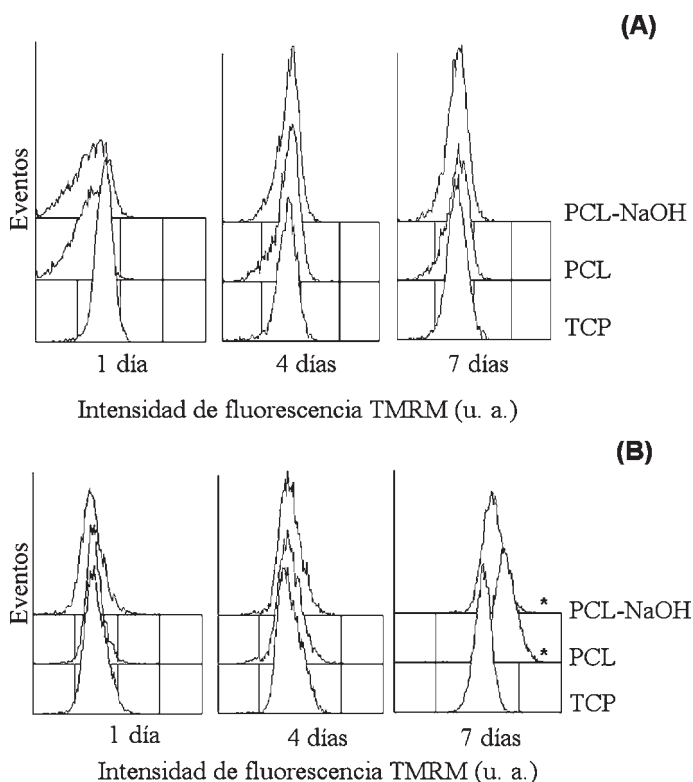 (A)
Eventos
PCL-NaOH
PCL
TCP
1 día
4 días
7 días
Intensidad de fluorescencia TMRM (u. a.)
(B)
Eventos
* PCL-NaOH
* PCL
TCP
1 día
4 días
7 días
Intensidad de fluorescencia TMRM (u. a.)